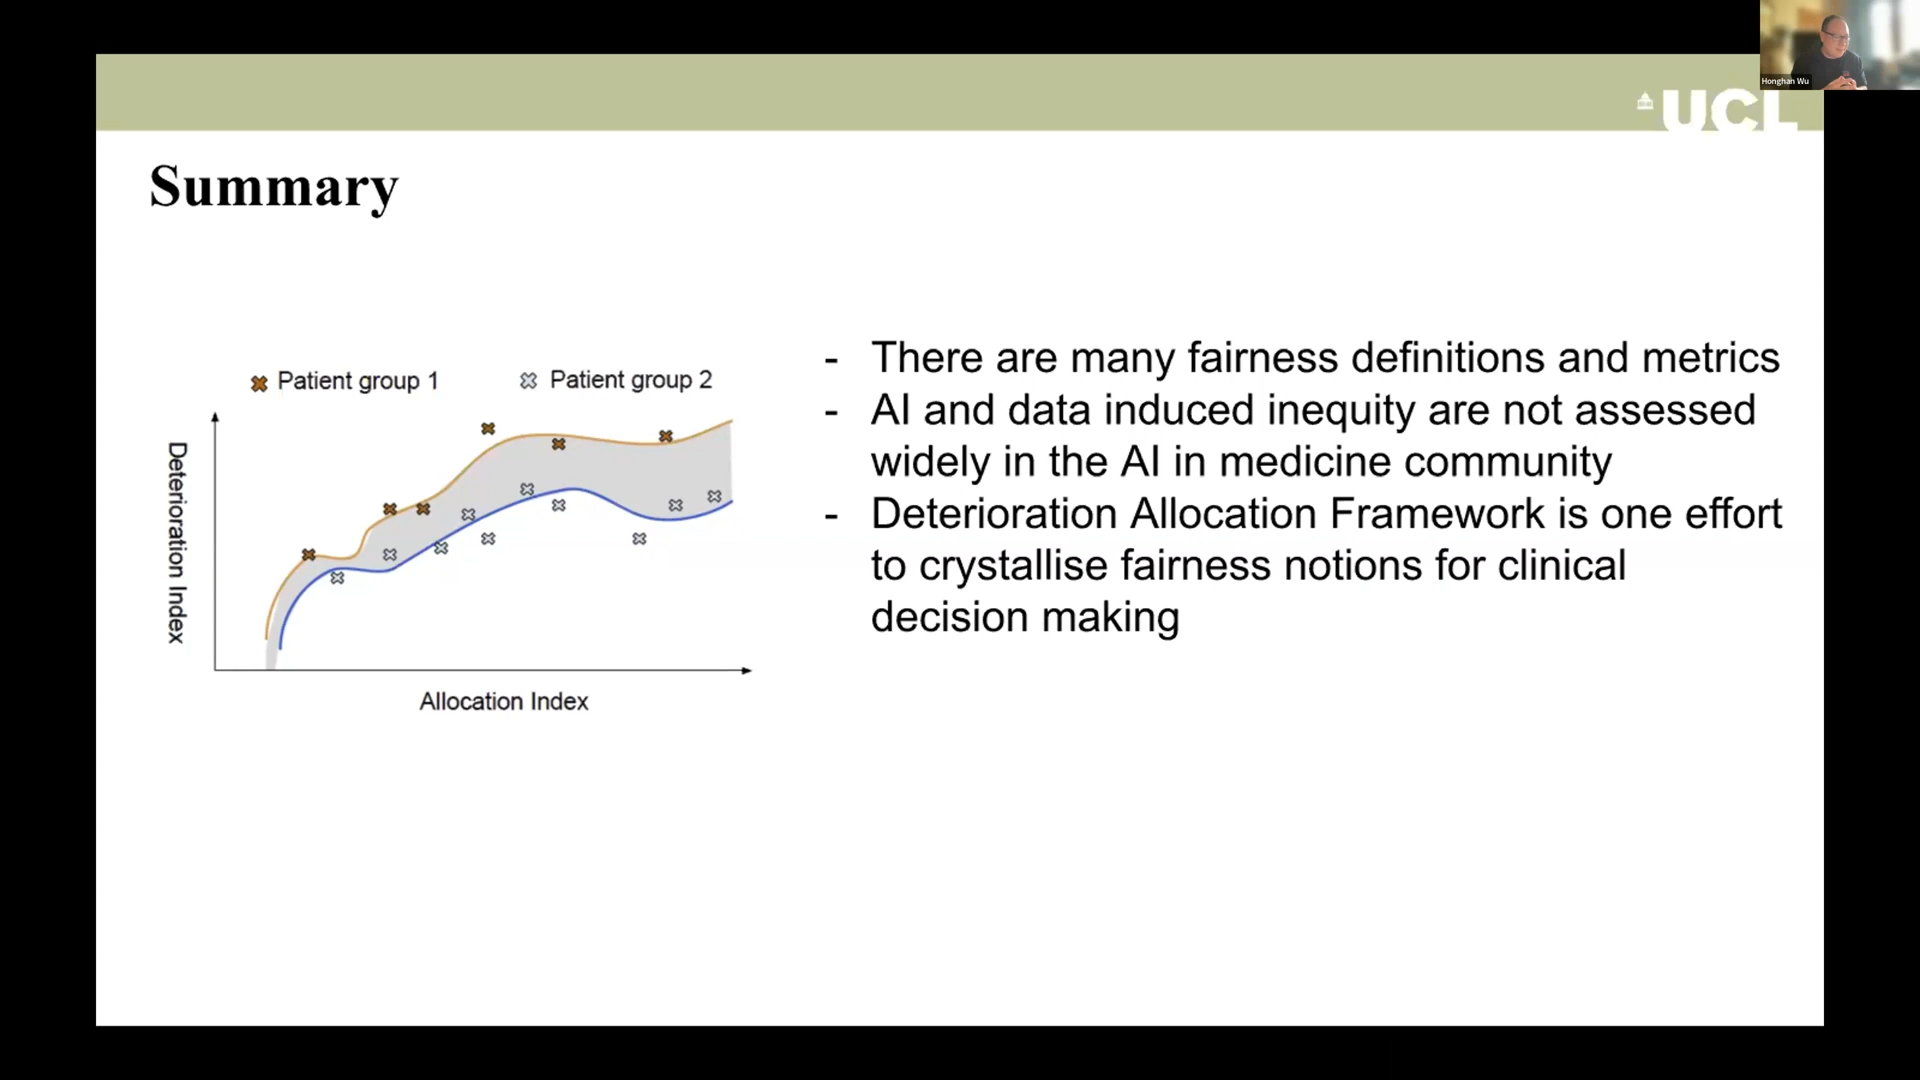 Honghan Wu
UCL
Summary
Patient group 1
Patient group 2
Deterioration Index
Allocation Index
- There are many fairness definitions and metrics
- AI and data induced inequity are not assessed
widely in the AI in medicine community
- Deterioration Allocation Framework is one effort
to crystallise fairness notions for clinical
decision making